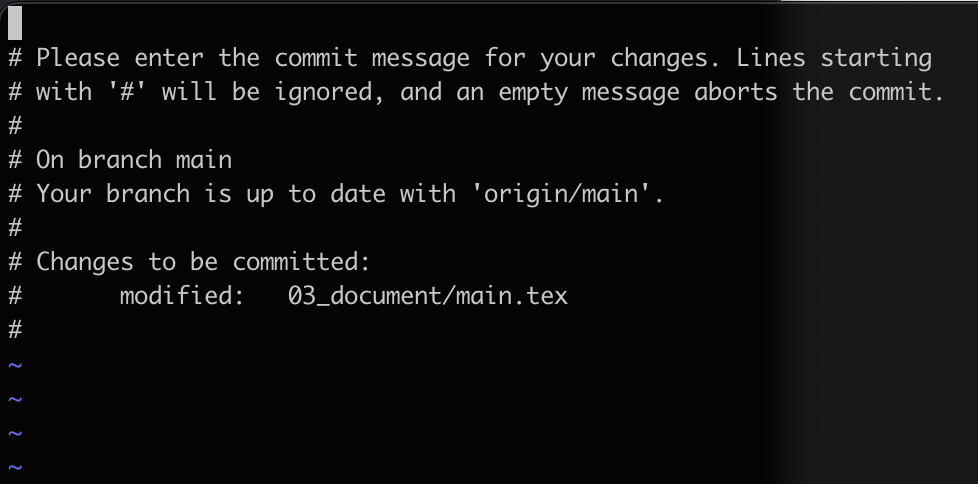 # Please enter the commit message for your changes. Lines starting
# with '#' will be ignored, and an empty message aborts the commit.
#
# On branch main
# Your branch is up to date with 'origin/main'.
#
# Changes to be committed:
#       modified:   03_document/main.tex
#
~
~
~
~